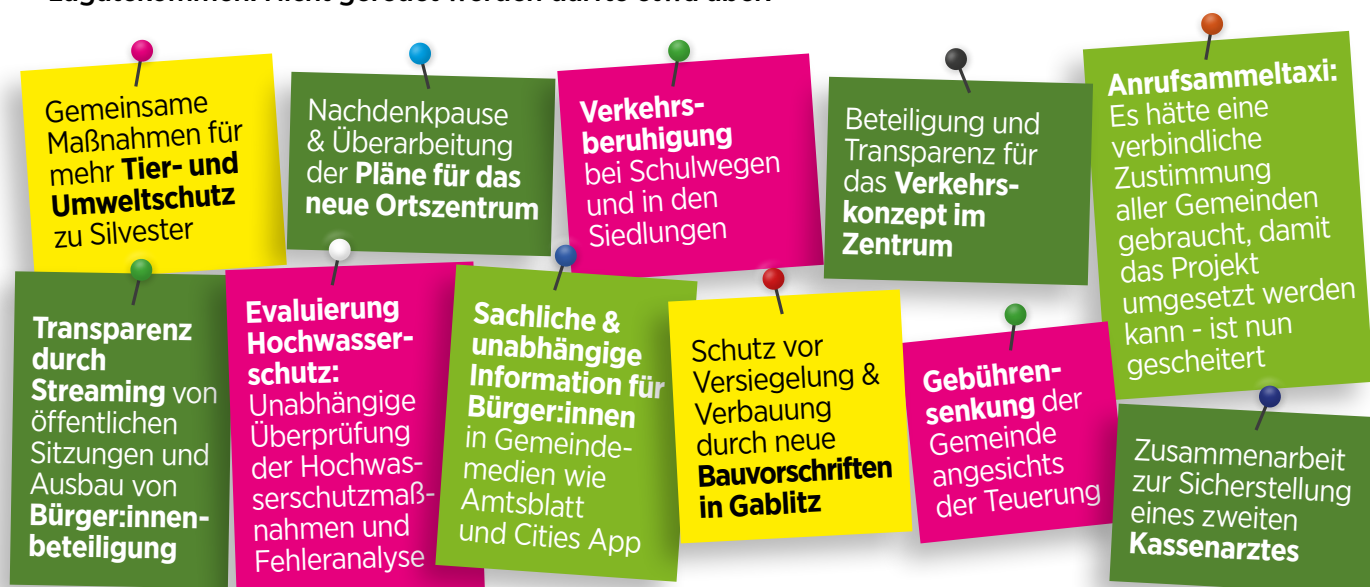 Gemeinsame
Maßnahmen für
mehr Tier- und
Umweltschutz
zu Silvester
Nachdenkpause
& Überarbeitung
der Pläne für das
neue Ortszentrum
Verkehrs-
beruhigung
bei Schulwegen
und in den
Siedlungen
Beteiligung und
Transparenz für
das Verkehrs-
konzept im
Zentrum
Anrufsammeltaxi:
Es hätte eine
verbindliche
Zustimmung
aller Gemeinden
gebraucht, damit
das Projekt
umgesetzt werden
kann - ist nun
gescheitert
Transparenz
durch
Streaming von
öffentlichen
Sitzungen und
Ausbau von
Bürger:innen-
beteiligung
Evaluierung
Hochwasser-
schutz:
Unabhängige
Überprüfung
der Hochwas-
serschutzmaß-
nahmen und
Fehleranalyse
Sachliche &
unabhängige
Information für
Bürger:innen
in Gemeinde-
medien wie
Amtsblatt
und Cities App
Schutz vor
Versiegelung &
Verbauung
durch neue
Bauvorschriften
in Gablitz
Gebühren-
senkung der
Gemeinde
angesichts
der Teuerung
Zusammenarbeit
zur Sicherstellung
eines zweiten
Kassenarztes